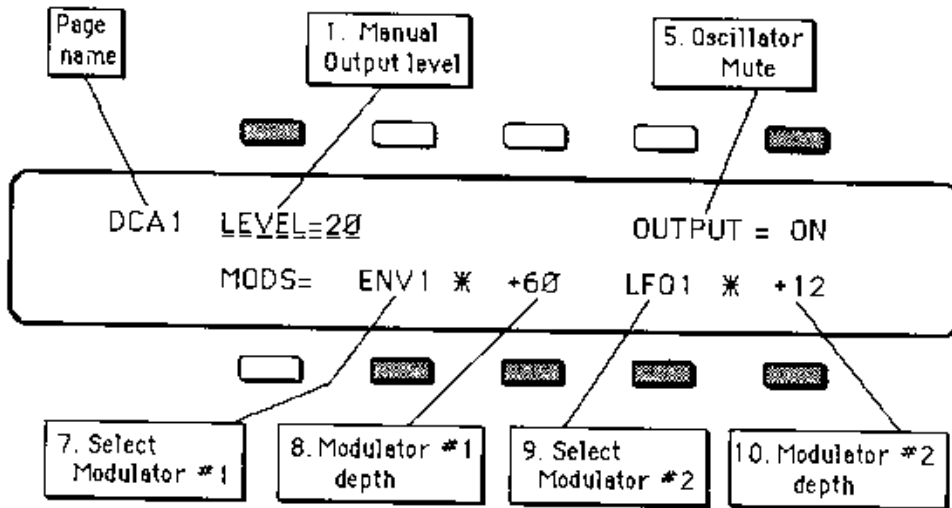 Page
name
1. Manual
Output level
5. Oscillator
Mute
DCA1 LEVEL=20 OUTPUT = ON
MODS= ENV1 * +60 LFO1 * +12
7. Select
Modulator #1
8. Modulator #1
depth
9. Select
Modulator #2
10. Modulator #2
depth